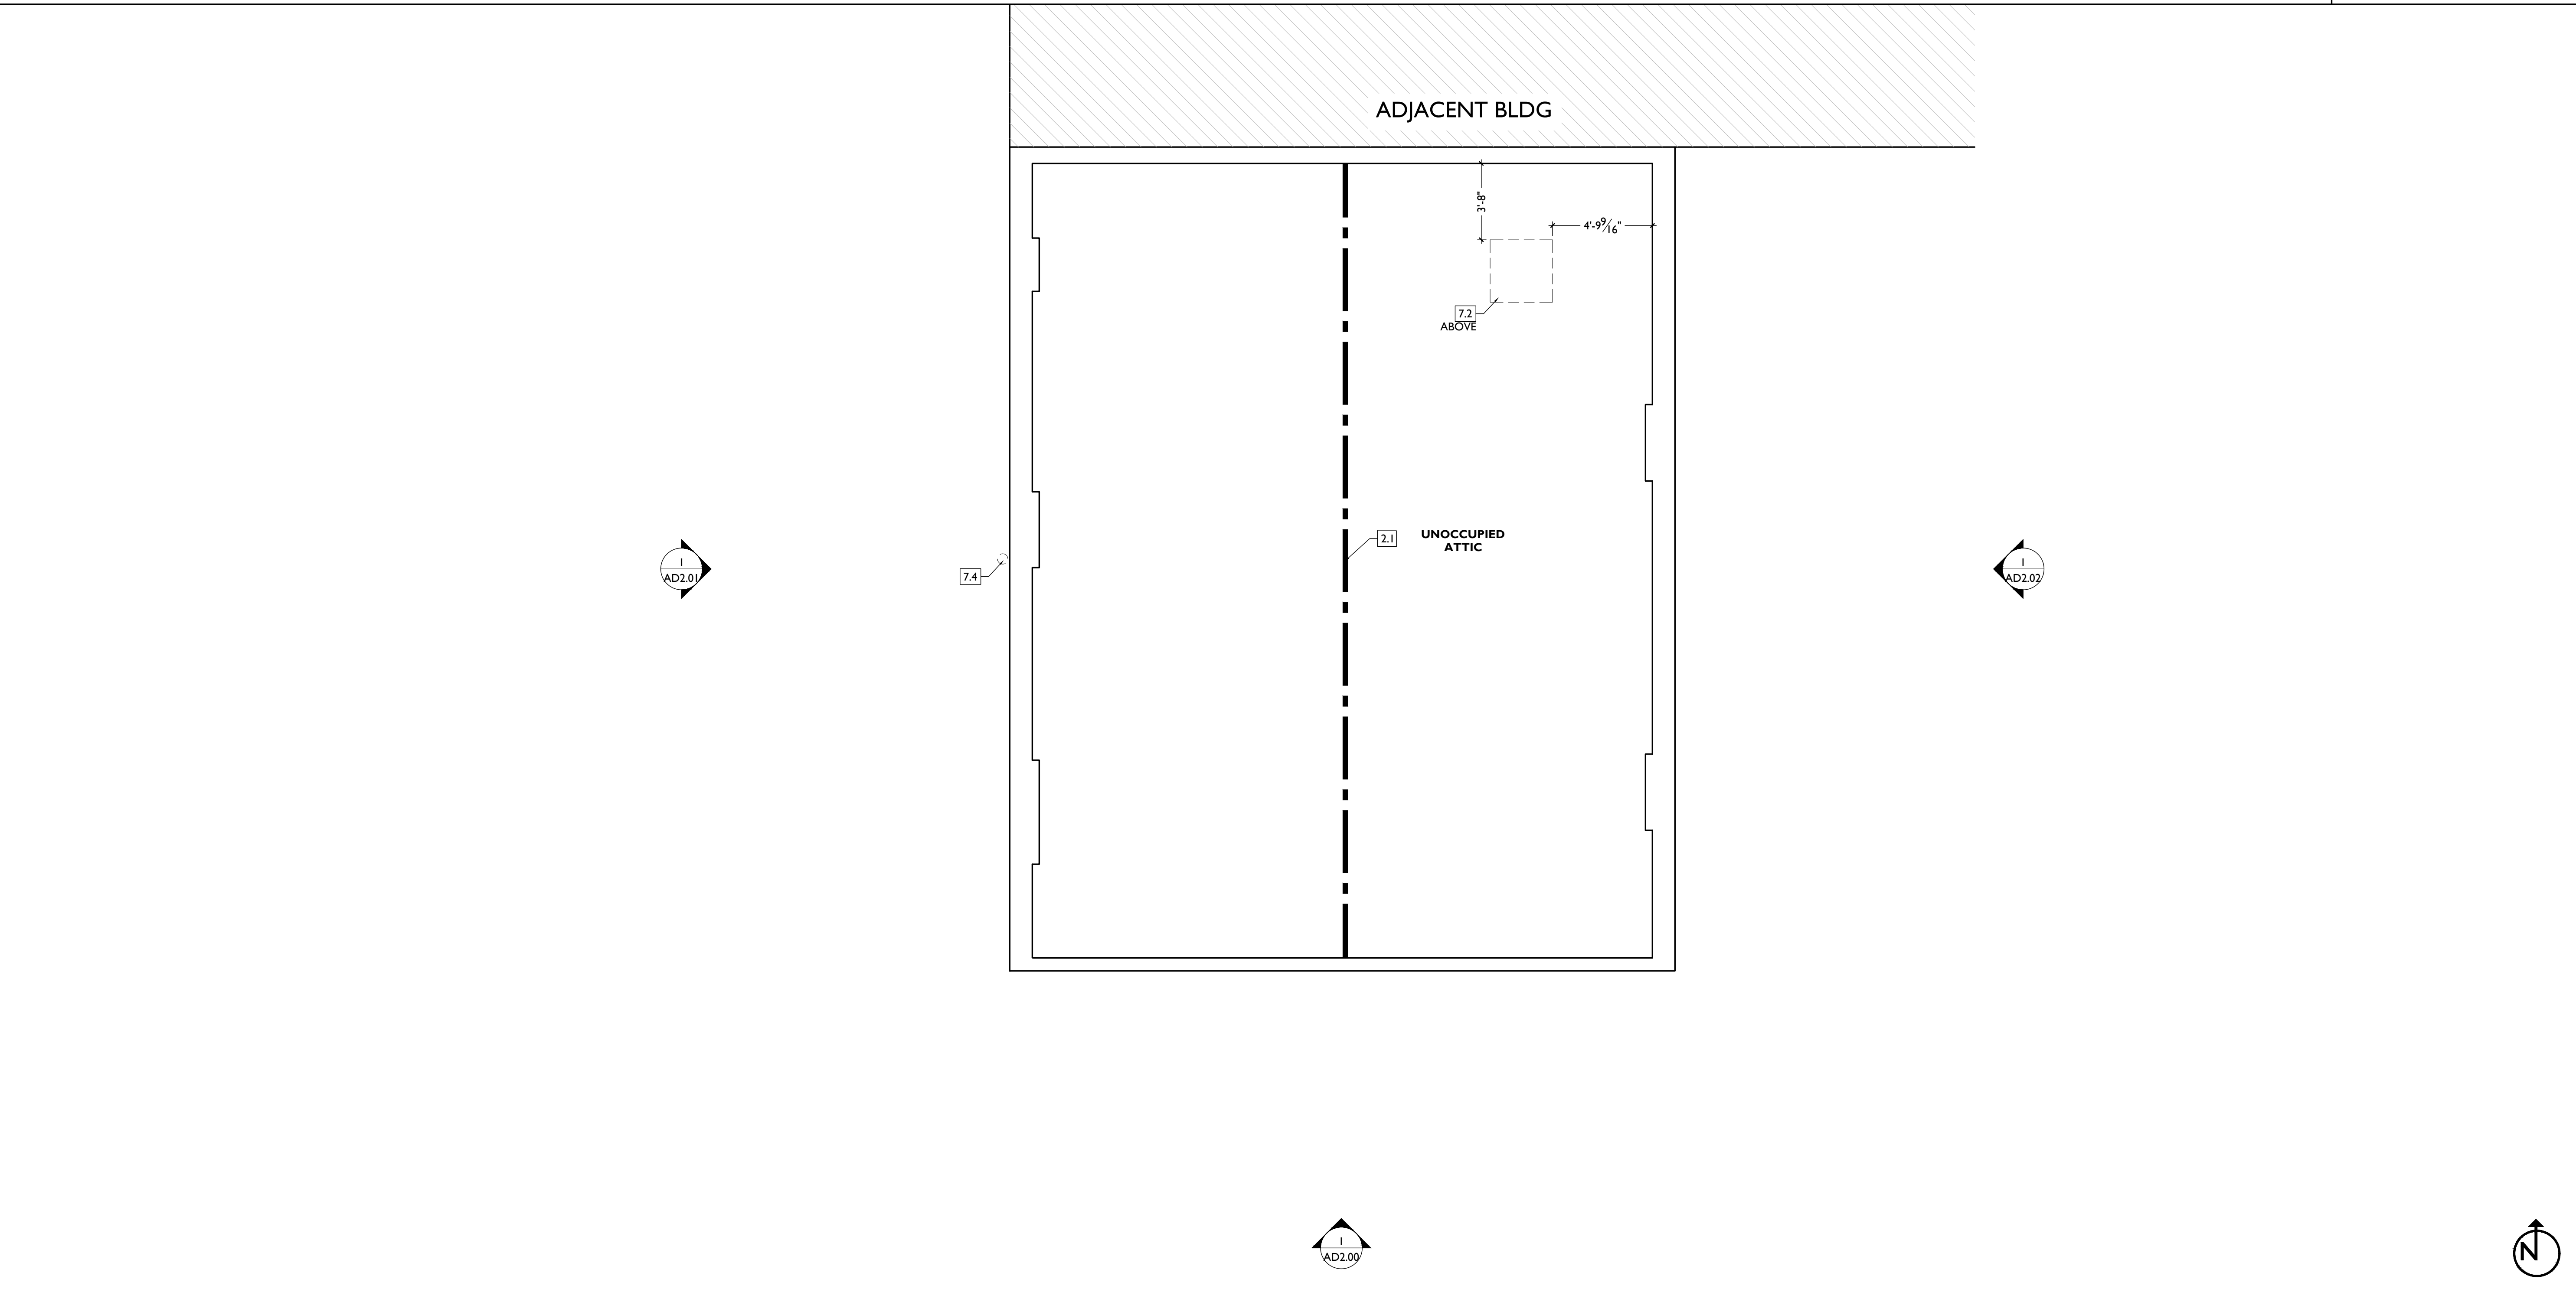 ADJACENT BLDG
3'-8"
4'-9 9/16"
7.2
ABOVE
2.1
UNOCCUPIED
ATTIC
1
AD2.01
7.4
1
AD2.02
1
AD2.00
N